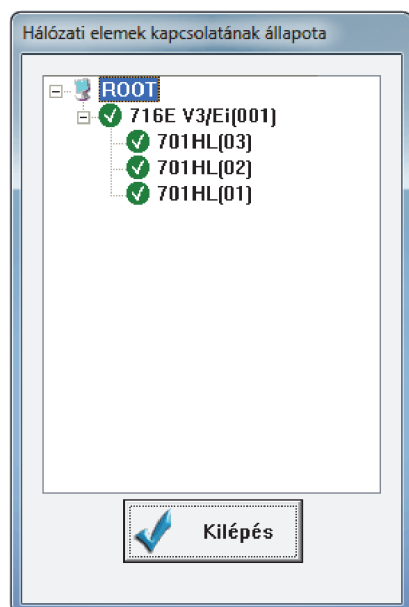 Hálózati elemek kapcsolatának állapota
ROOT
716E V3/Ei(001)
701HL(03)
701HL(02)
701HL(01)
Kilépés